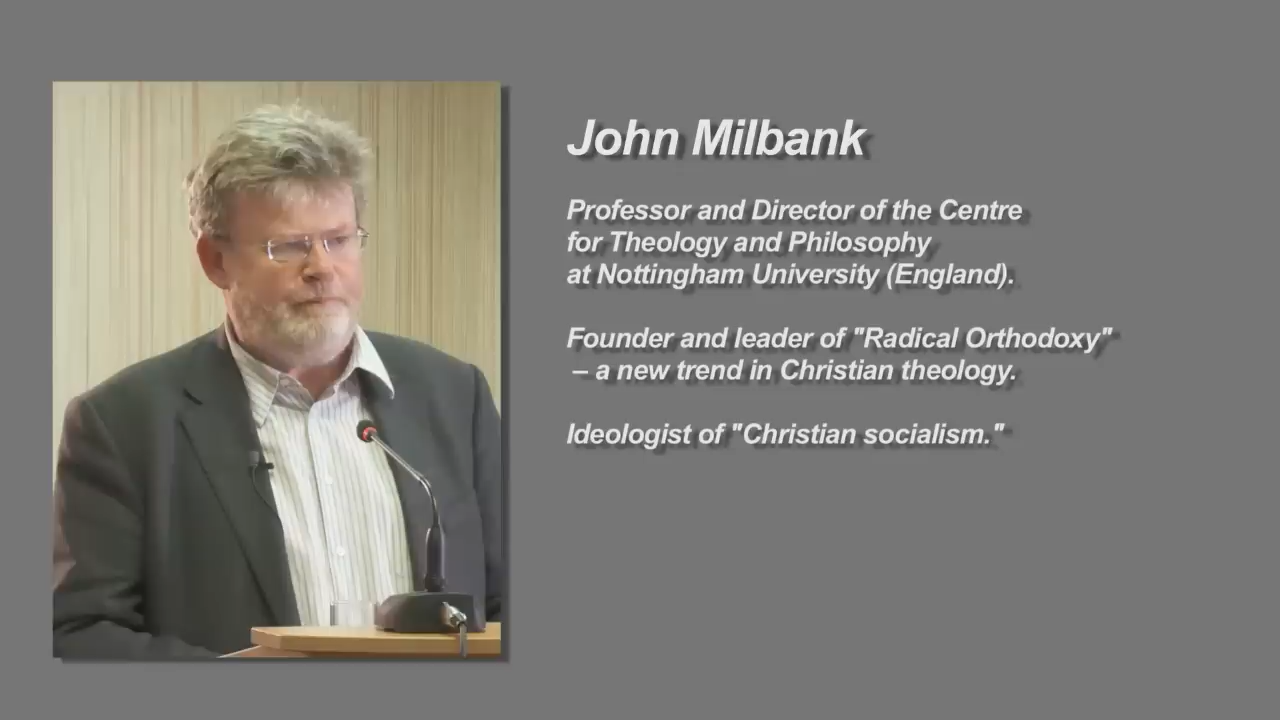 John Milbank
Professor and Director of the Centre
for Theology and Philosophy
at Nottingham University (England).
Founder and leader of "Radical Orthodoxy"
– a new trend in Christian theology.
Ideologist of "Christian socialism."